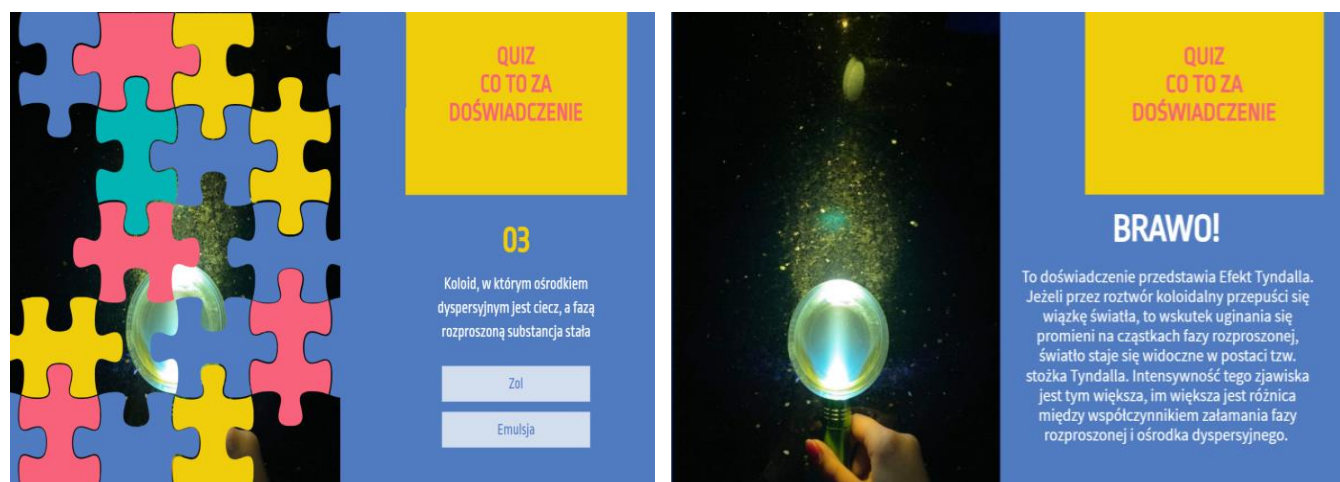 QUIZ
CO TO ZA
DOŚWIADCZENIE
03
Koloid, w którym ośrodkiem
dyspersyjnym jest ciecz, a fazą
rozproszoną substancja stała
Zol
Emulsja
QUIZ
CO TO ZA
DOŚWIADCZENIE
BRAWO!
To doświadczenie przedstawia Efekt Tyndalla.
Jeżeli przez roztwór koloidalny przepuści się
wiązkę światła, to wskutek uginania się
promieni na cząstkach fazy rozproszonej,
światło staje się widoczne w postaci tzw.
stożka Tyndalla. Intensywność tego zjawiska
jest tym większa, im większa jest różnica
między współczynnikiem załamania fazy
rozproszonej i ośrodka dyspersyjnego.